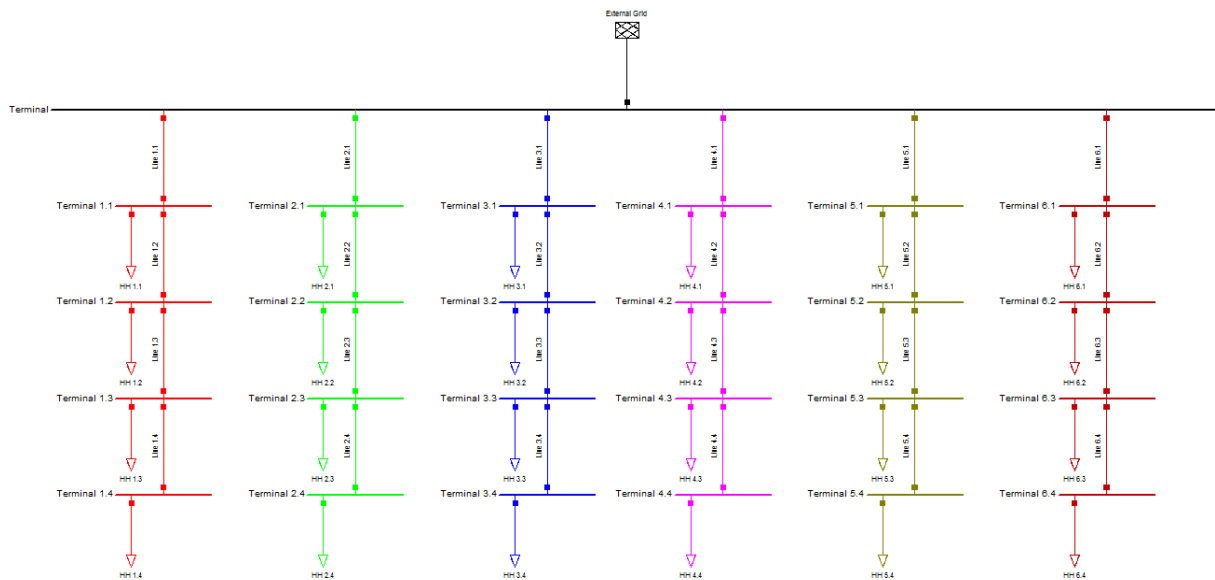 External Grid
Terminal
Line 1.1
Line 2.1
Line 3.1
Line 4.1
Line 5.1
Line 6.1
Terminal 1.1
Terminal 2.1
Terminal 3.1
Terminal 4.1
Terminal 5.1
Terminal 6.1
Line 1.2
Line 2.2
Line 3.2
Line 4.2
Line 5.2
Line 6.2
HH 1.1
HH 2.1
HH 3.1
HH 4.1
HH 5.1
HH 6.1
Terminal 1.2
Terminal 2.2
Terminal 3.2
Terminal 4.2
Terminal 5.2
Terminal 6.2
Line 1.3
Line 2.3
Line 3.3
Line 4.3
Line 5.3
Line 6.3
HH 1.2
HH 2.2
HH 3.2
HH 4.2
HH 5.2
HH 6.2
Terminal 1.3
Terminal 2.3
Terminal 3.3
Terminal 4.3
Terminal 5.3
Terminal 6.3
Line 1.4
Line 2.4
Line 3.4
Line 4.4
Line 5.4
Line 6.4
HH 1.3
HH 2.3
HH 3.3
HH 4.3
HH 5.3
HH 6.3
Terminal 1.4
Terminal 2.4
Terminal 3.4
Terminal 4.4
Terminal 5.4
Terminal 6.4
HH 1.4
HH 2.4
HH 3.4
HH 4.4
HH 5.4
HH 6.4